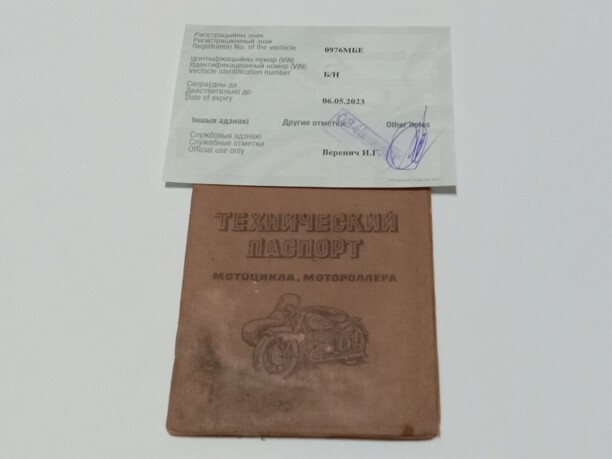 Рэгістрацыйны знак
Регистрационный знак
Registration No. of the vechicle
0976МБЕ
Ідэнтыфікацыйны нумар (VIN)
Идентификационный номер (VIN)
Vechicle identification number
Б/Н
Сапраўдны да
Действительно до
Date of expiry
06.05.2023
Іншыя адзнакі Другие отметки Other notes
Службовыя адзнакі
Служебные отметки
Official use only
Веренич И.Г.
ТЕХНИЧЕСКИЙ
ПАСПОРТ
МОТОЦИКЛА, МОТОРОЛЛЕРА